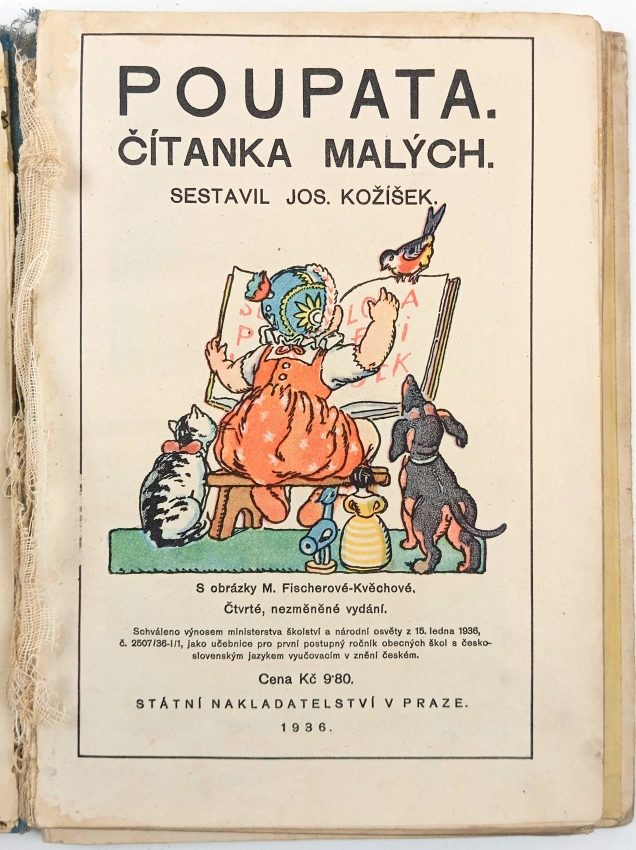 POUPATA.
ČÍTANKA MALÝCH.
SESTAVIL JOS. KOŽÍŠEK.
S obrázky M. Fischerové-Kvěchové.
Čtvrté, nezměněné vydání.
Schváleno výnosem ministerstva školství a národní osvěty z 15. ledna 1936,
č. 2507/36-I/1, jako učebnice pro první postupný ročník obecných škol s česko-
slovenským jazykem vyučovacím v znění českém.
Cena Kč 9·80.
STÁTNÍ NAKLADATELSTVÍ V PRAZE.
1936.